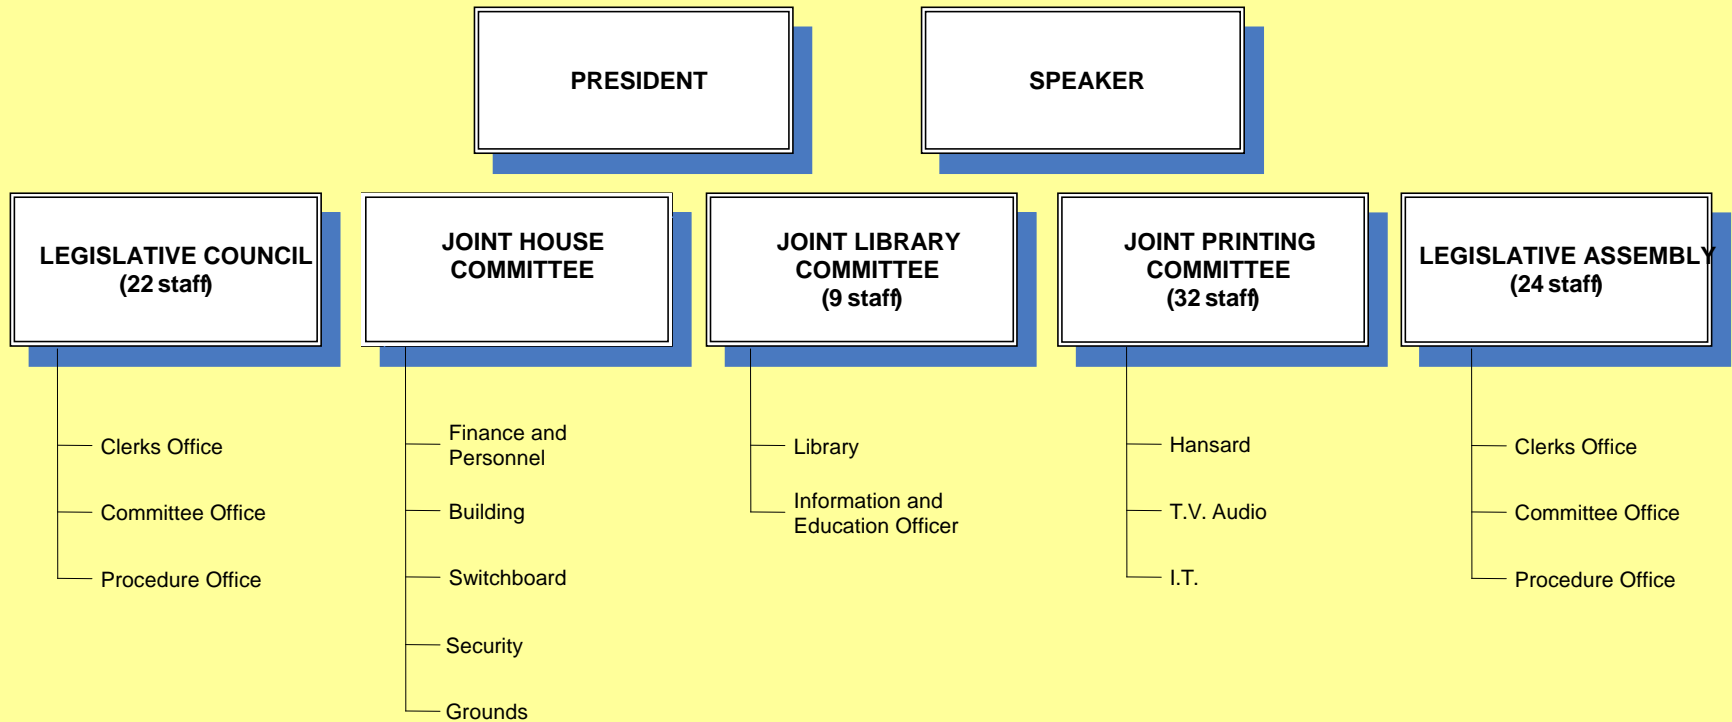 PRESIDENT
SPEAKER
LEGISLATIVE COUNCIL
(22 staff)
JOINT HOUSE
COMMITTEE
JOINT LIBRARY
COMMITTEE
(9 staff)
JOINT PRINTING
COMMITTEE
(32 staff)
LEGISLATIVE ASSEMBLY
(24 staff)
Clerks Office
Committee Office
Procedure Office
Finance and
Personnel
Building
Switchboard
Security
Grounds
Library
Information and
Education Officer
Hansard
T.V. Audio
I.T.
Clerks Office
Committee Office
Procedure Office